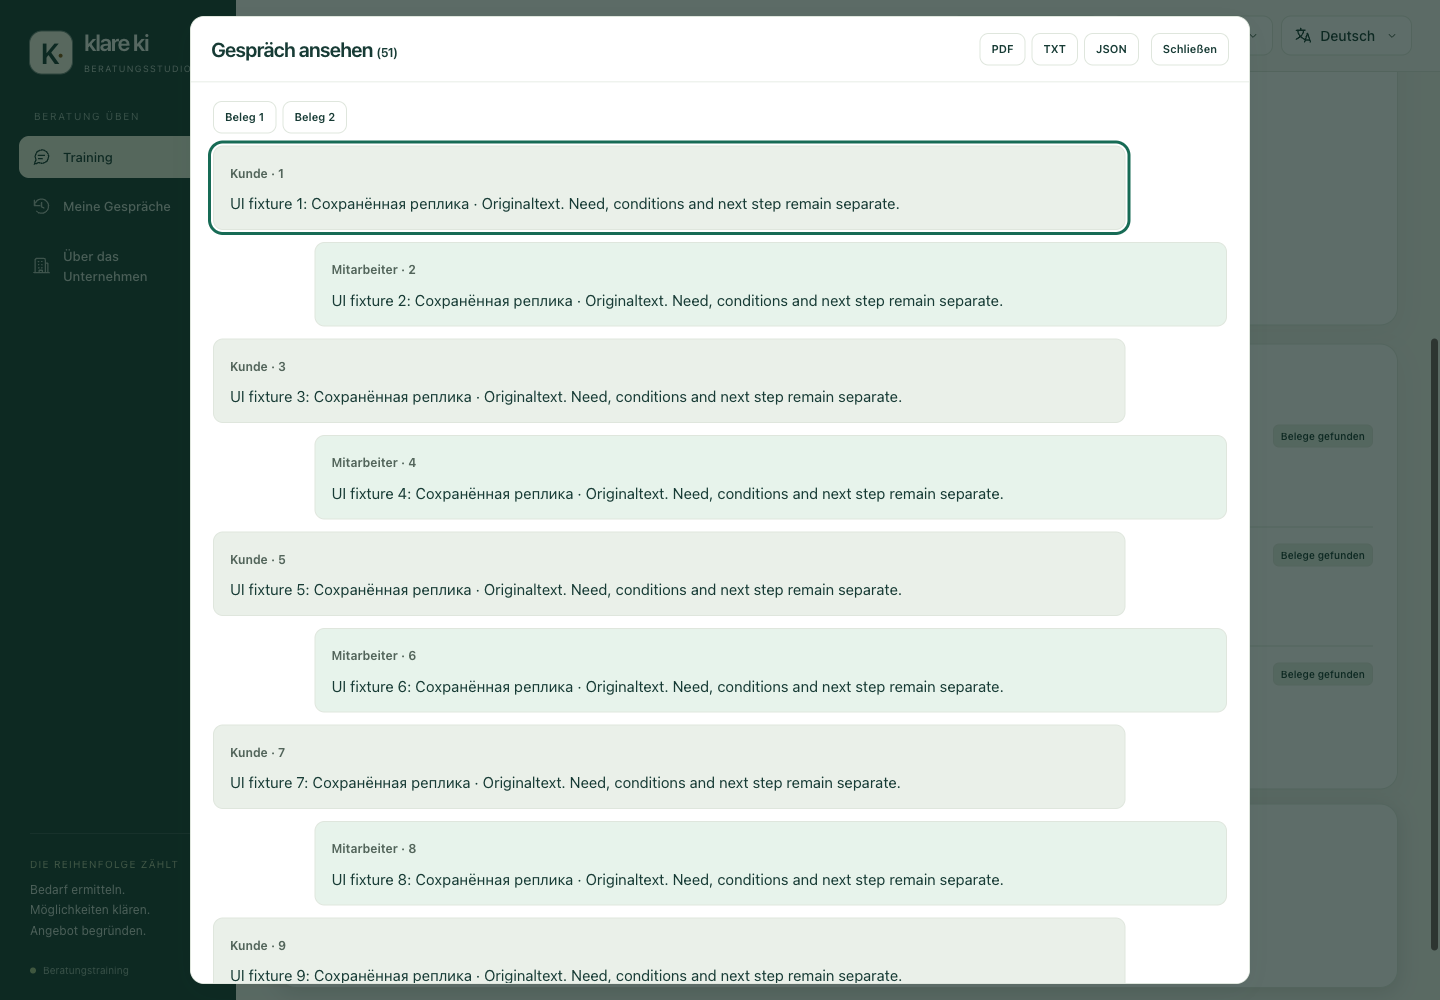 K
klare ki
BERATUNGSSTUDIO
BERATUNG ÜBEN
Training
Meine Gespräche
Über das
Unternehmen
DIE REIHENFOLGE ZÄHLT
Bedarf ermitteln.
Möglichkeiten klären.
Angebot begründen.
Beratungstraining
Deutsch
Gespräch ansehen (51)
PDF
TXT
JSON
Schließen
Beleg 1
Beleg 2
Kunde · 1
UI fixture 1: Сохранённая реплика · Originaltext. Need, conditions and next step remain separate.
Mitarbeiter · 2
UI fixture 2: Сохранённая реплика · Originaltext. Need, conditions and next step remain separate.
Kunde · 3
UI fixture 3: Сохранённая реплика · Originaltext. Need, conditions and next step remain separate.
Mitarbeiter · 4
UI fixture 4: Сохранённая реплика · Originaltext. Need, conditions and next step remain separate.
Kunde · 5
UI fixture 5: Сохранённая реплика · Originaltext. Need, conditions and next step remain separate.
Mitarbeiter · 6
UI fixture 6: Сохранённая реплика · Originaltext. Need, conditions and next step remain separate.
Kunde · 7
UI fixture 7: Сохранённая реплика · Originaltext. Need, conditions and next step remain separate.
Mitarbeiter · 8
UI fixture 8: Сохранённая реплика · Originaltext. Need, conditions and next step remain separate.
Kunde · 9
UI fixture 9: Сохранённая реплика · Originaltext. Need, conditions and next step remain separate.
Belege gefunden
Belege gefunden
Belege gefunden